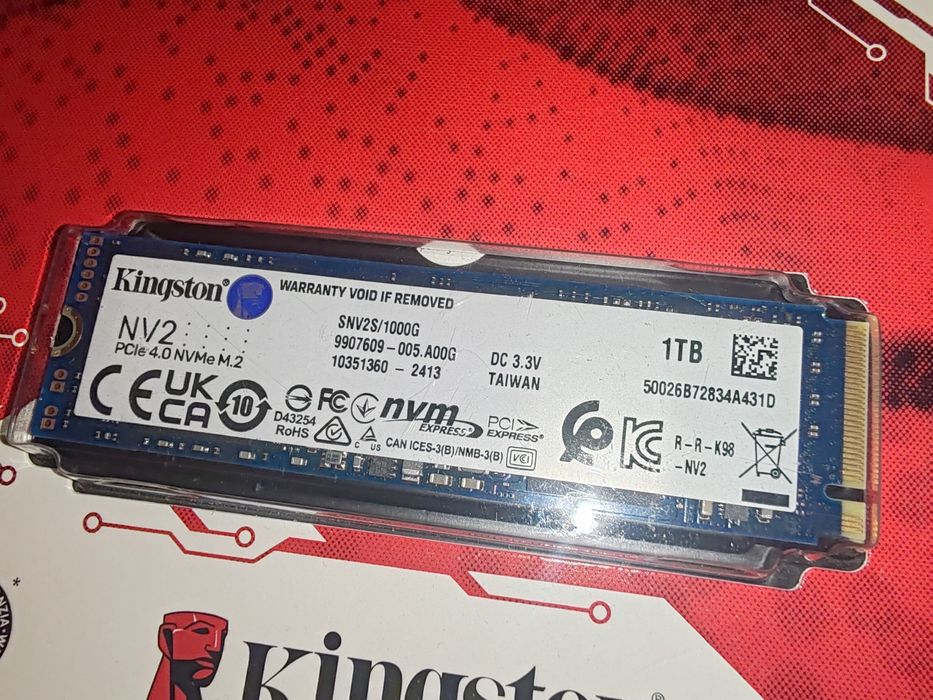 Kingston®
WARRANTY VOID IF REMOVED
NV2
PCIe 4.0 NVMe M.2
SNV2S/1000G
9907609-005.A00G
10351360 - 2413
DC 3.3V
TAIWAN
1TB
50026B72834A431D
CE
UK
CA
10
D43254
RoHS
FC
nvm
EXPRESS®
PCI
EXPRESS®
C US
CAN ICES-3(B)/NMB-3(B)
VCI
KC
R-R-K98
-NV2
Kingston®